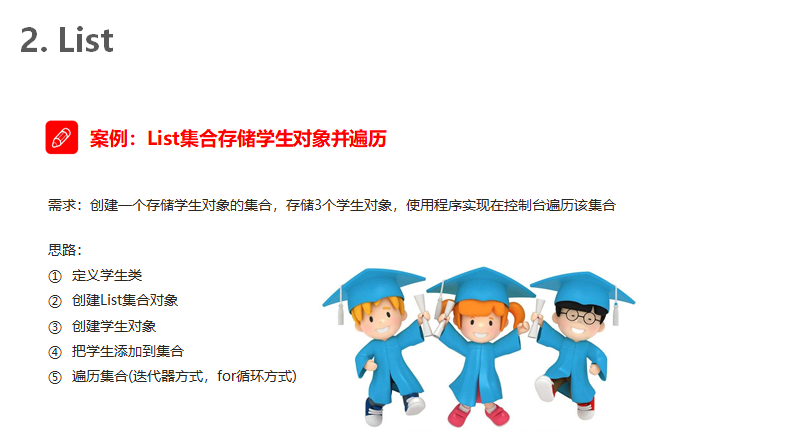 2. List
案例：List集合存储学生对象并遍历
需求：创建一个存储学生对象的集合，存储3个学生对象，使用程序实现在控制台遍历该集合
思路：
① 定义学生类
② 创建List集合对象
③ 创建学生对象
④ 把学生添加到集合
⑤ 遍历集合(迭代器方式，for循环方式)